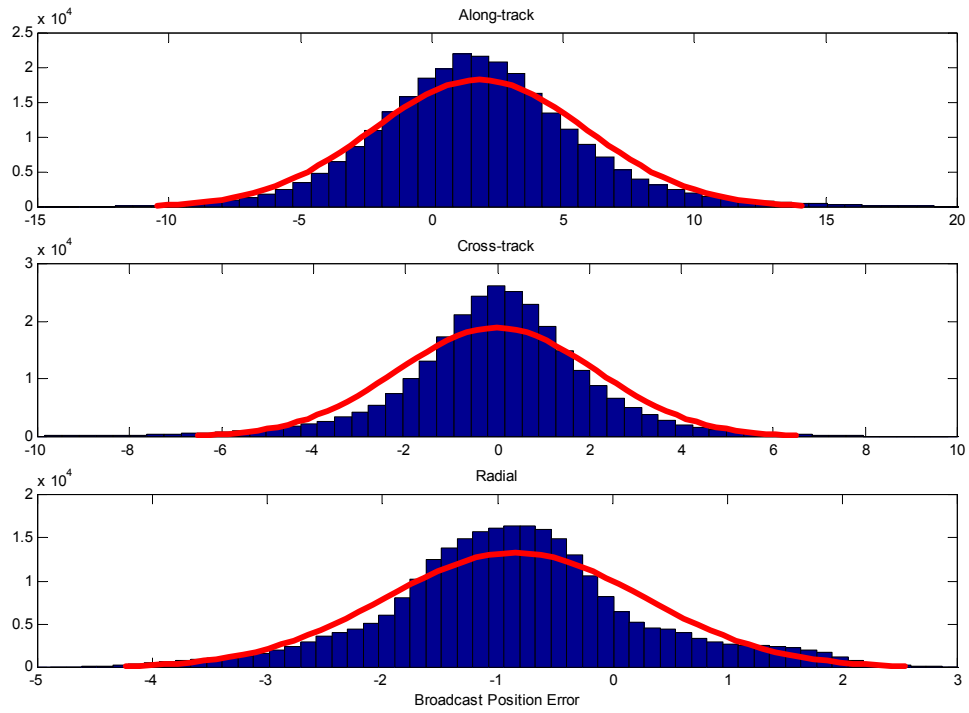 Along-track
x 10^4
2.5
2
1.5
1
0.5
0
-15 -10 -5 0 5 10 15 20
Cross-track
x 10^4
3
2
1
0
-10 -8 -6 -4 -2 0 2 4 6 8 10
Radial
x 10^4
2
1.5
1
0.5
0
-5 -4 -3 -2 -1 0 1 2 3
Broadcast Position Error